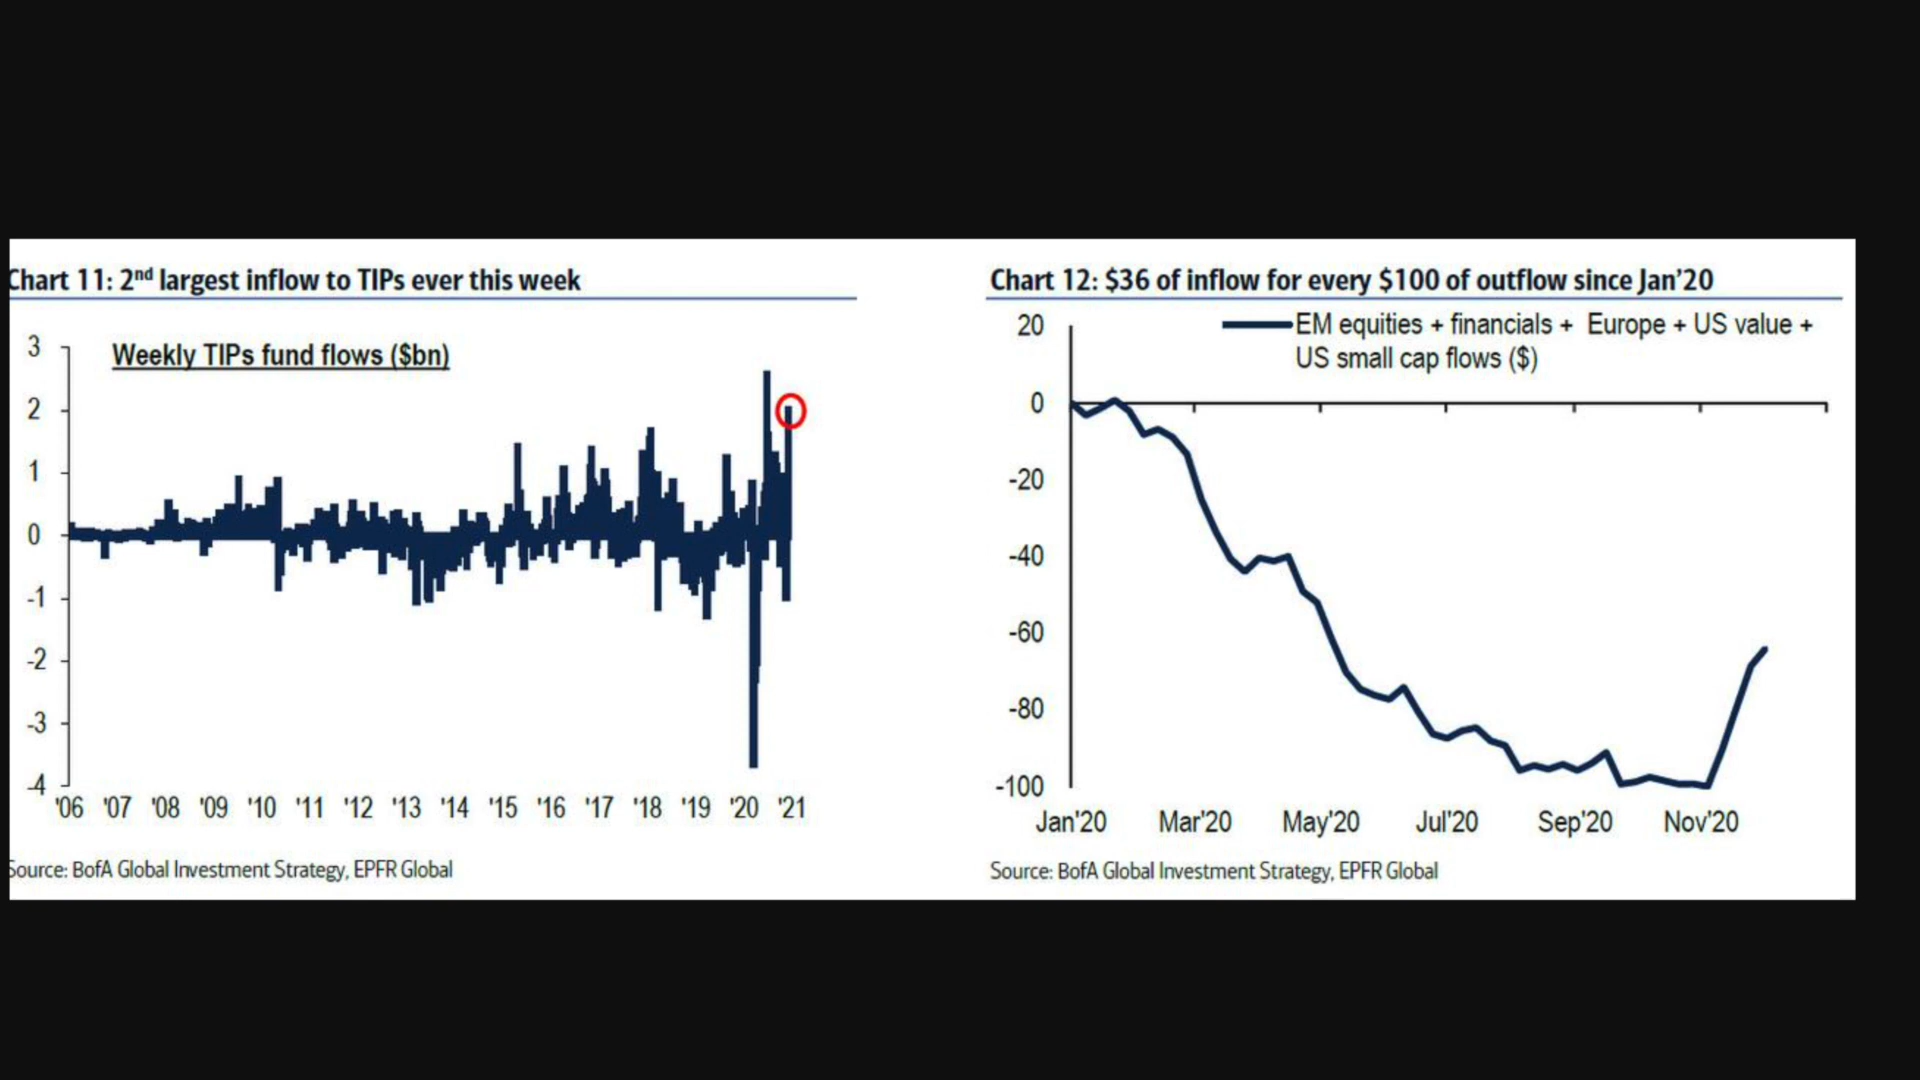 Chart 11: 2nd largest inflow to TIPs ever this week
Weekly TIPs fund flows ($bn)
3
2
1
0
-1
-2
-3
-4
'06 '07 '08 '09 '10 '11 '12 '13 '14 '15 '16 '17 '18 '19 '20 '21
Source: BofA Global Investment Strategy, EPFR Global
Chart 12: $36 of inflow for every $100 of outflow since Jan'20
EM equities + financials + Europe + US value +
US small cap flows ($)
20
0
-20
-40
-60
-80
-100
Jan'20 Mar'20 May'20 Jul'20 Sep'20 Nov'20
Source: BofA Global Investment Strategy, EPFR Global